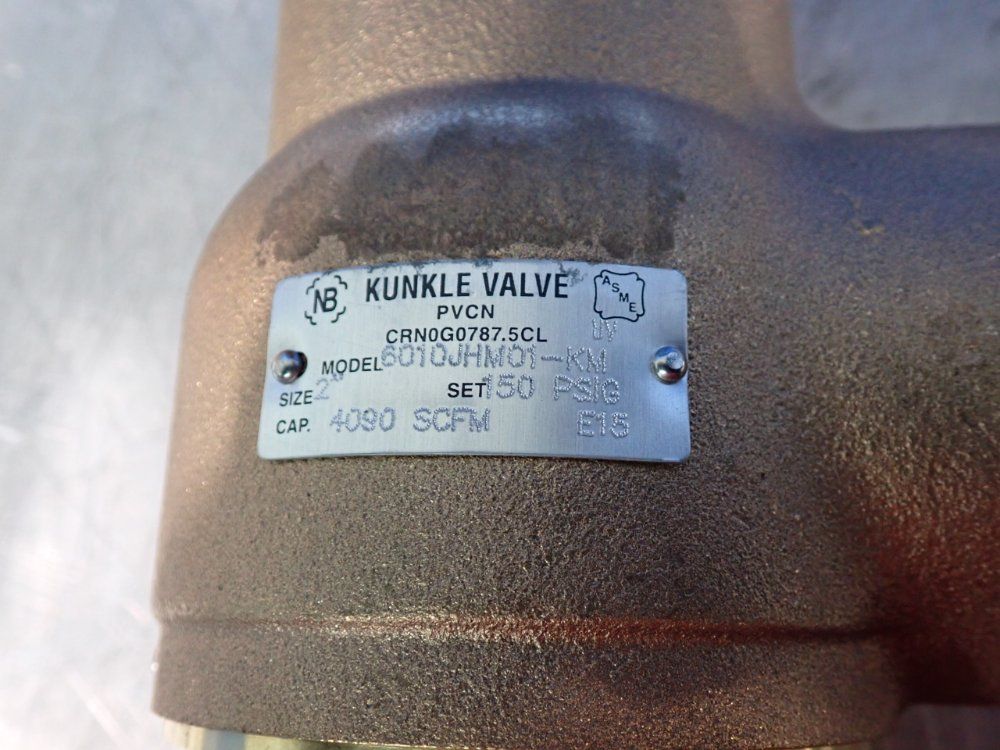 NB KUNKLE VALVE ASME
PVCN
CRN0G0787.5CL UV
MODEL 6010JHM01-KM
SIZE 2" SET 150 PSIG
CAP. 4090 SCFM E15